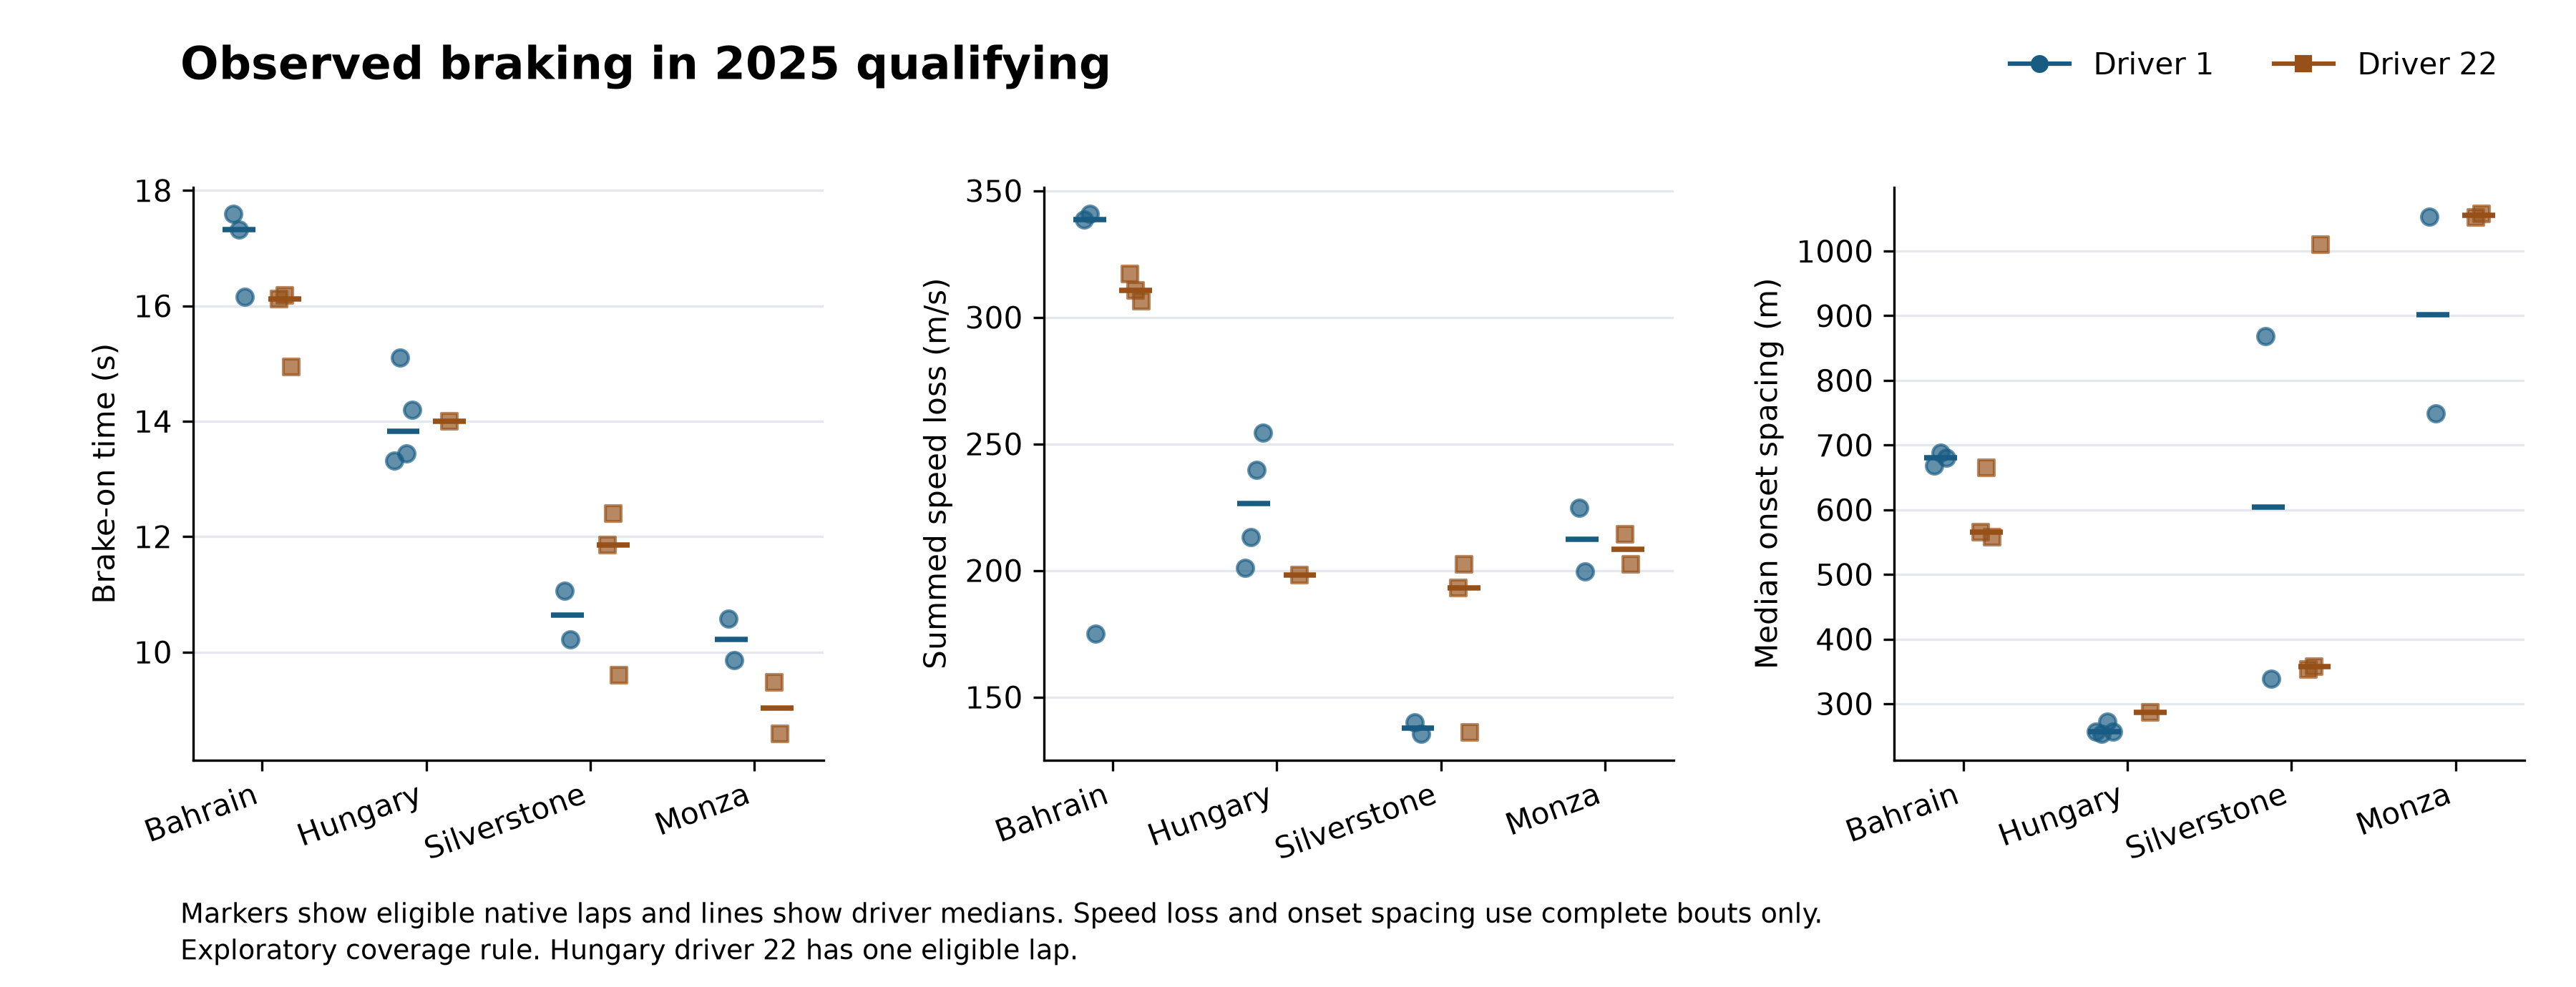 Observed braking in 2025 qualifying
Driver 1
Driver 22
Brake-on time (s)
18
16
14
12
10
Bahrain
Hungary
Silverstone
Monza
Summed speed loss (m/s)
350
300
250
200
150
Bahrain
Hungary
Silverstone
Monza
Median onset spacing (m)
1000
900
800
700
600
500
400
300
Bahrain
Hungary
Silverstone
Monza
Markers show eligible native laps and lines show driver medians. Speed loss and onset spacing use complete bouts only.
Exploratory coverage rule. Hungary driver 22 has one eligible lap.